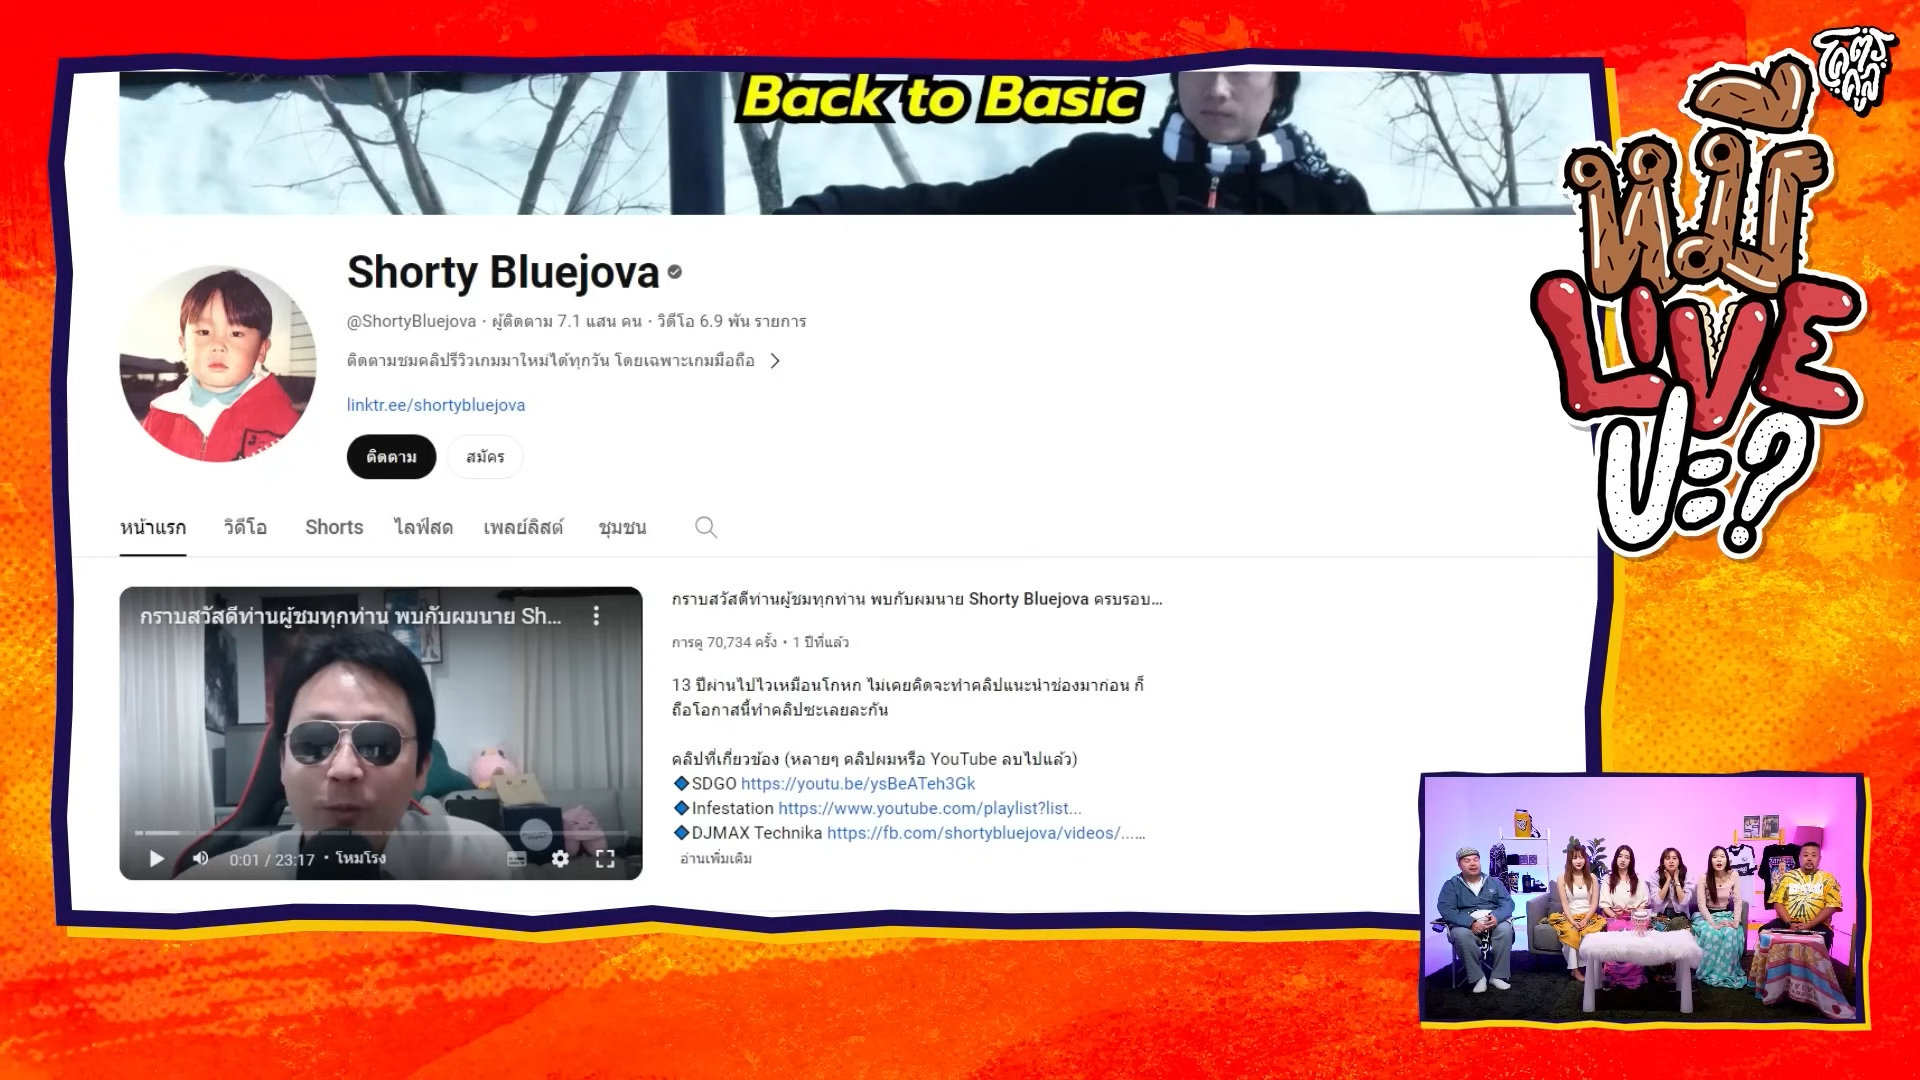 Back to Basic
โคตรคูล
หมี่
LIVE
ปะ?
Shorty Bluejova
@ShortyBluejova · ผู้ติดตาม 7.1 แสน คน · วิดีโอ 6.9 พัน รายการ
ติดตามชมคลิปรีวิวเกมมาใหม่ได้ทุกวัน โดยเฉพาะเกมมือถือ
linktr.ee/shortybluejova
ติดตาม สมัคร
หน้าแรก วิดีโอ Shorts ไลฟ์สด เพลย์ลิสต์ ชุมชน
กราบสวัสดีท่านผู้ชมทุกท่าน พบกับผมนาย Sh...
0:01 / 23:17 • โหมโรง
กราบสวัสดีท่านผู้ชมทุกท่าน พบกับผมนาย Shorty Bluejova ครบรอบ...
การดู 70,734 ครั้ง • 1 ปีที่แล้ว
13 ปีผ่านไปไวเหมือนโกหก ไม่เคยคิดจะทำคลิปแนะนำช่องมาก่อน ก็
ถือโอกาสนี้ทำคลิปซะเลยละกัน
คลิปที่เกี่ยวข้อง (หลายๆ คลิปผมหรือ YouTube ลบไปแล้ว)
🔷SDGO https://youtu.be/ysBeATeh3Gk
🔷Infestation https://www.youtube.com/playlist?list...
🔷DJMAX Technika https://fb.com/shortybluejova/videos/......
อ่านเพิ่มเติม